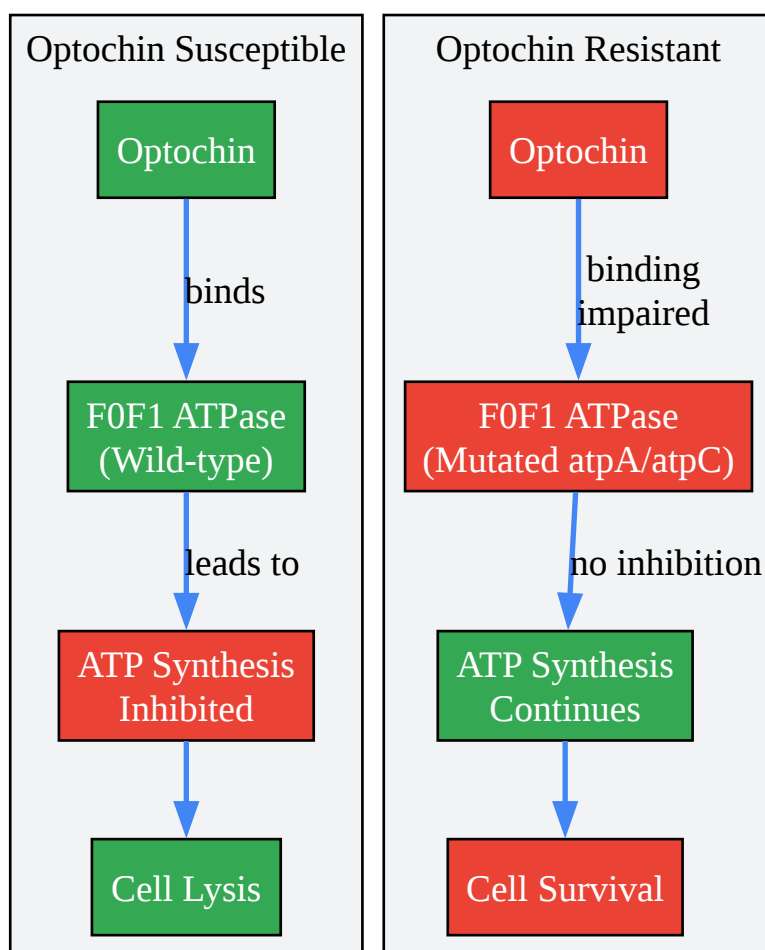 Optochin Susceptible
Optochin
binds
F0F1 ATPase
(Wild-type)
leads to
ATP Synthesis
Inhibited
Cell Lysis
Optochin Resistant
Optochin
binding
impaired
F0F1 ATPase
(Mutated atpA/atpC)
no inhibition
ATP Synthesis
Continues
Cell Survival